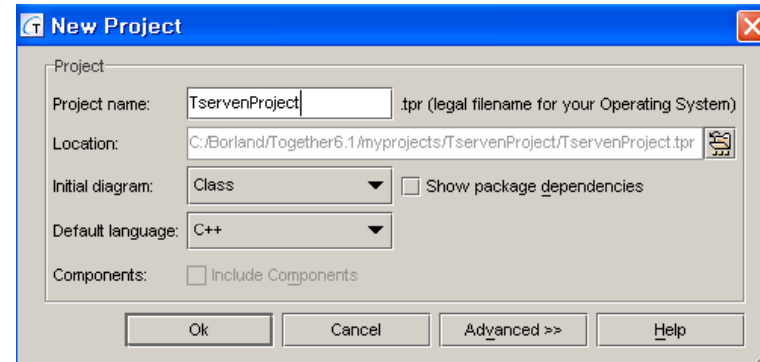 New Project
Project
Project name: TservenProject .tpr (legal filename for your Operating System)
Location: C:/Borland/Together6.1/myprojects/TservenProject/TservenProject.tpr
Initial diagram: Class Show package dependencies
Default language: C++
Components: Include Components
Ok Cancel Advanced >> Help